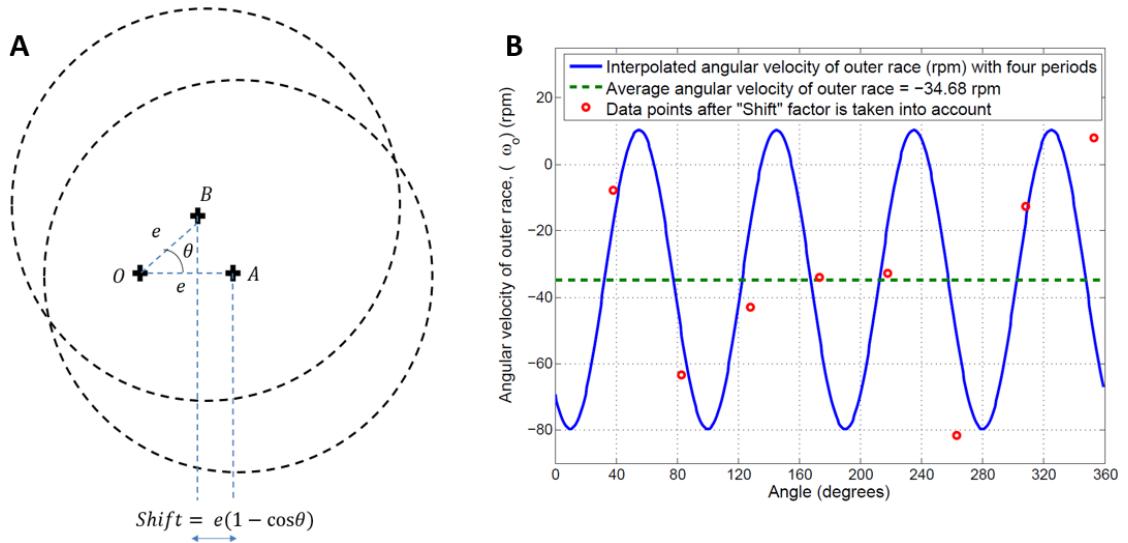 A
B
e
θ
O
e
A
Shift = e(1 − cosθ)
B
Interpolated angular velocity of outer race (rpm) with four periods
Average angular velocity of outer race = −34.68 rpm
Data points after "Shift" factor is taken into account
Angular velocity of outer race, ( ω₀) (rpm)
20
0
−20
−40
−60
−80
0 40 80 120 160 200 240 280 320 360
Angle (degrees)